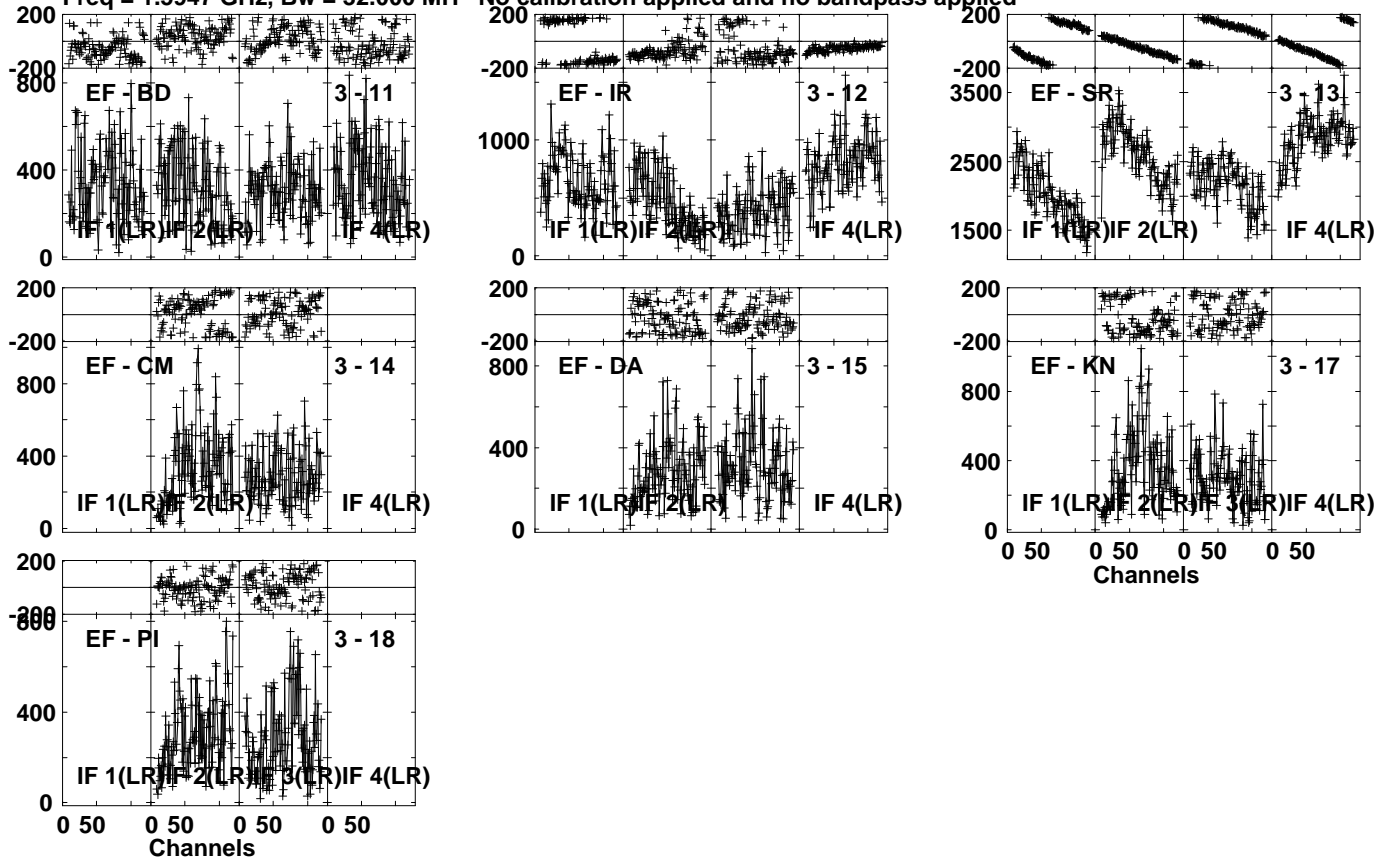 Freq = 1.5947 GHz, Bw = 32.000 MH No calibration applied and no bandpass applied
200
-200
800
400
0
EF - BD
3 - 11
IF 1(LR)
IF 2(LR)
IF 4(LR)
200
-200
1000
0
EF - IR
3 - 12
IF 1(LR)
IF 2(LR)
IF 4(LR)
200
-200
3500
2500
1500
EF - SR
3 - 13
IF 1(LR)
IF 2(LR)
IF 4(LR)
200
-200
800
400
0
EF - CM
3 - 14
IF 1(LR)
IF 2(LR)
IF 4(LR)
200
-200
800
400
0
EF - DA
3 - 15
IF 1(LR)
IF 2(LR)
IF 4(LR)
200
-200
800
400
0
EF - KN
3 - 17
IF 1(LR)
IF 2(LR)
IF 3(LR)
IF 4(LR)
0 50 0 50 0 50 0 50
Channels
200
-200
800
400
0
EF - PI
3 - 18
IF 1(LR)
IF 2(LR)
IF 3(LR)
IF 4(LR)
0 50 0 50 0 50 0 50
Channels